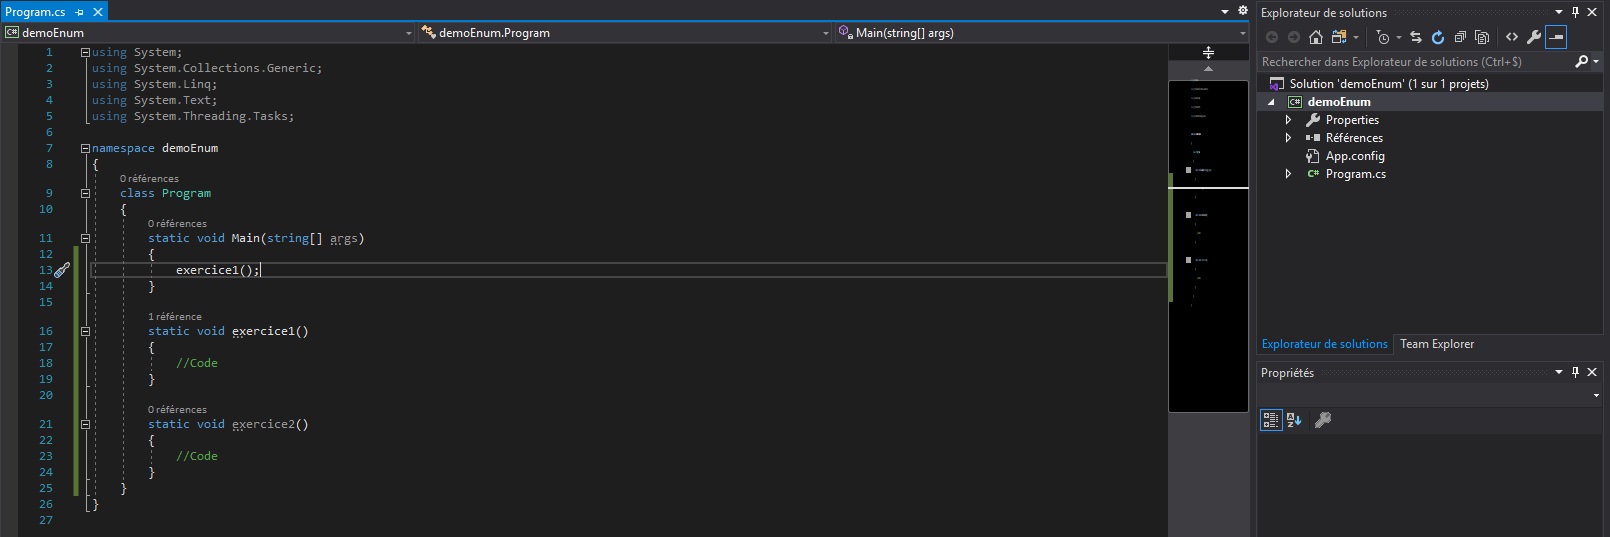 Program.cs
demoEnum
demoEnum.Program
Main(string[] args)
1 using System;
2 using System.Collections.Generic;
3 using System.Linq;
4 using System.Text;
5 using System.Threading.Tasks;
6
7 namespace demoEnum
8 {
0 références
9 class Program
10 {
0 références
11 static void Main(string[] args)
12 {
13 exercice1();
14 }
15
1 référence
16 static void exercice1()
17 {
18 //Code
19 }
20
0 références
21 static void exercice2()
22 {
23 //Code
24 }
25 }
26 }
27
Explorateur de solutions
Rechercher dans Explorateur de solutions (Ctrl+$)
Solution 'demoEnum' (1 sur 1 projets)
C# demoEnum
Properties
Références
App.config
C# Program.cs
Explorateur de solutions
Team Explorer
Propriétés